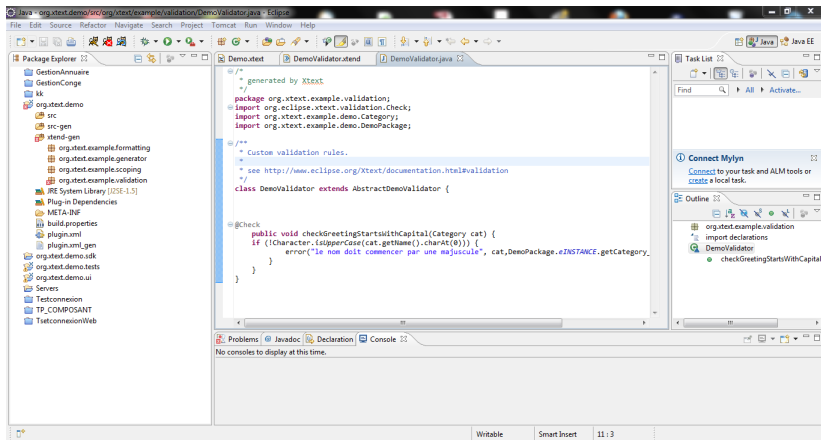 Java - org.xtext.demo/src/org/xtext/example/validation/DemoValidator.java - Eclipse
File Edit Source Refactor Navigate Search Project Tomcat Run Window Help
Java Java EE
Package Explorer
GestionAnnuaire
GestionConge
kk
org.xtext.demo
src
src-gen
xtend-gen
org.xtext.example.formatting
org.xtext.example.generator
org.xtext.example.scoping
org.xtext.example.validation
JRE System Library [J2SE-1.5]
Plug-in Dependencies
META-INF
build.properties
plugin.xml
plugin.xml_gen
org.xtext.demo.sdk
org.xtext.demo.tests
org.xtext.demo.ui
Servers
Testconnexion
TP_COMPOSANT
TsetconnexionWeb
Demo.xtext DemoValidator.xtend DemoValidator.java
/*
* generated by Xtext
*/
package org.xtext.example.validation;
import org.eclipse.xtext.validation.Check;
import org.xtext.example.demo.Category;
import org.xtext.example.demo.DemoPackage;
/**
* Custom validation rules.
*
* see http://www.eclipse.org/Xtext/documentation.html#validation
*/
class DemoValidator extends AbstractDemoValidator {
@Check
public void checkGreetingStartsWithCapital(Category cat) {
if (!Character.isUpperCase(cat.getName().charAt(0))) {
error("le nom doit commencer par une majuscule", cat,DemoPackage.eINSTANCE.getCategory_
}
}
}
Task List
Find All Activate...
Connect Mylyn
Connect to your task and ALM tools or
create a local task.
Outline
org.xtext.example.validation
import declarations
DemoValidator
checkGreetingStartsWithCapital
Problems @ Javadoc Declaration Console
No consoles to display at this time.
Writable Smart Insert 11 : 3